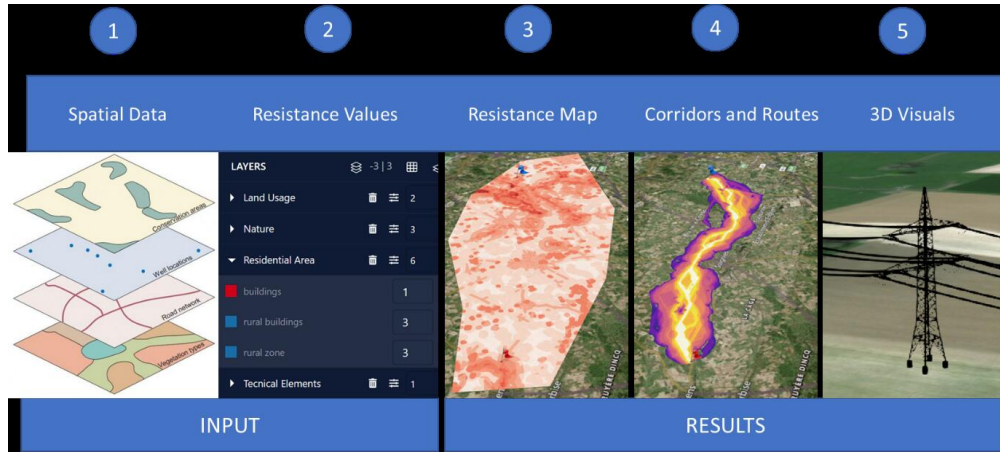 1
2
3
4
5
Spatial Data
Resistance Values
Resistance Map
Corridors and Routes
3D Visuals
Conservation areas
Well locations
Road network
Vegetation types
LAYERS -3|3
Land Usage 2
Nature 3
Residential Area 6
buildings 1
rural buildings 3
rural zone 3
Tecnical Elements 1
INPUT
RESULTS